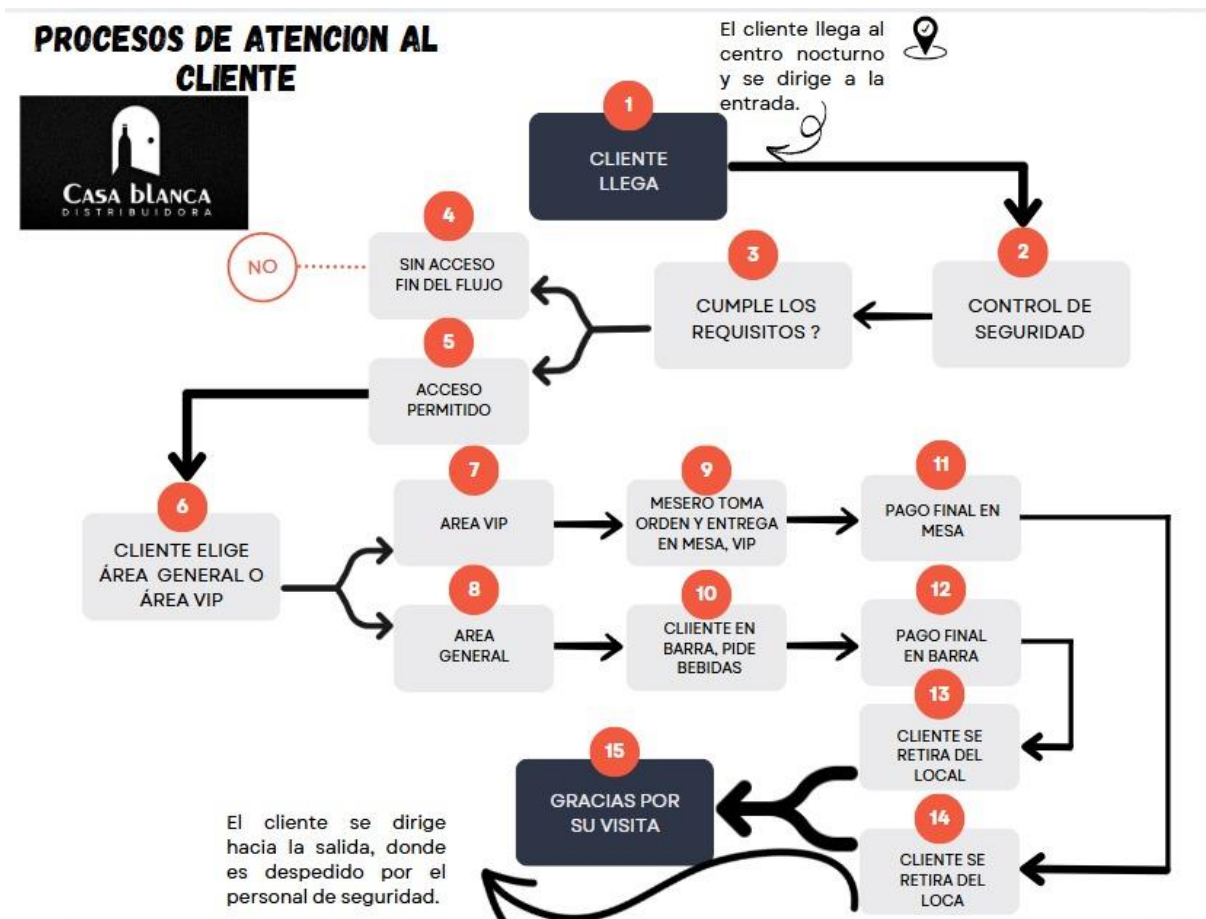 PROCESOS DE ATENCION AL
CLIENTE
CASA bLANCA
DISTRIBUIDORA
El cliente llega al
centro nocturno
y se dirige a la
entrada.
1
CLIENTE
LLEGA
2
CONTROL DE
SEGURIDAD
3
CUMPLE LOS
REQUISITOS ?
4
SIN ACCESO
FIN DEL FLUJO
NO
5
ACCESO
PERMITIDO
6
CLIENTE ELIGE
ÁREA GENERAL O
ÁREA VIP
7
AREA VIP
8
AREA
GENERAL
9
MESERO TOMA
ORDEN Y ENTREGA
EN MESA, VIP
10
CLIIENTE EN
BARRA, PIDE
BEBIDAS
11
PAGO FINAL EN
MESA
12
PAGO FINAL
EN BARRA
13
CLIENTE SE
RETIRA DEL
LOCAL
14
CLIENTE SE
RETIRA DEL
LOCA
15
GRACIAS POR
SU VISITA
El cliente se dirige
hacia la salida, donde
es despedido por el
personal de seguridad.